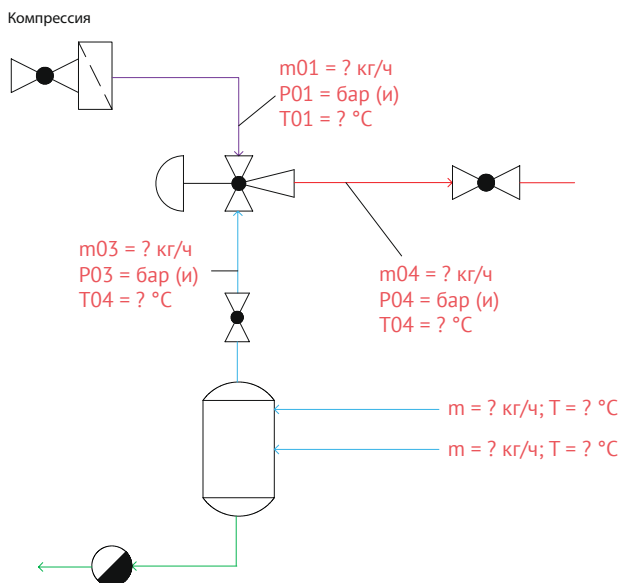 Компрессия
m01 = ? кг/ч
P01 = бар (и)
T01 = ? °C
m03 = ? кг/ч
P03 = бар (и)
T04 = ? °C
m04 = ? кг/ч
P04 = бар (и)
T04 = ? °C
m = ? кг/ч; T = ? °C
m = ? кг/ч; T = ? °C